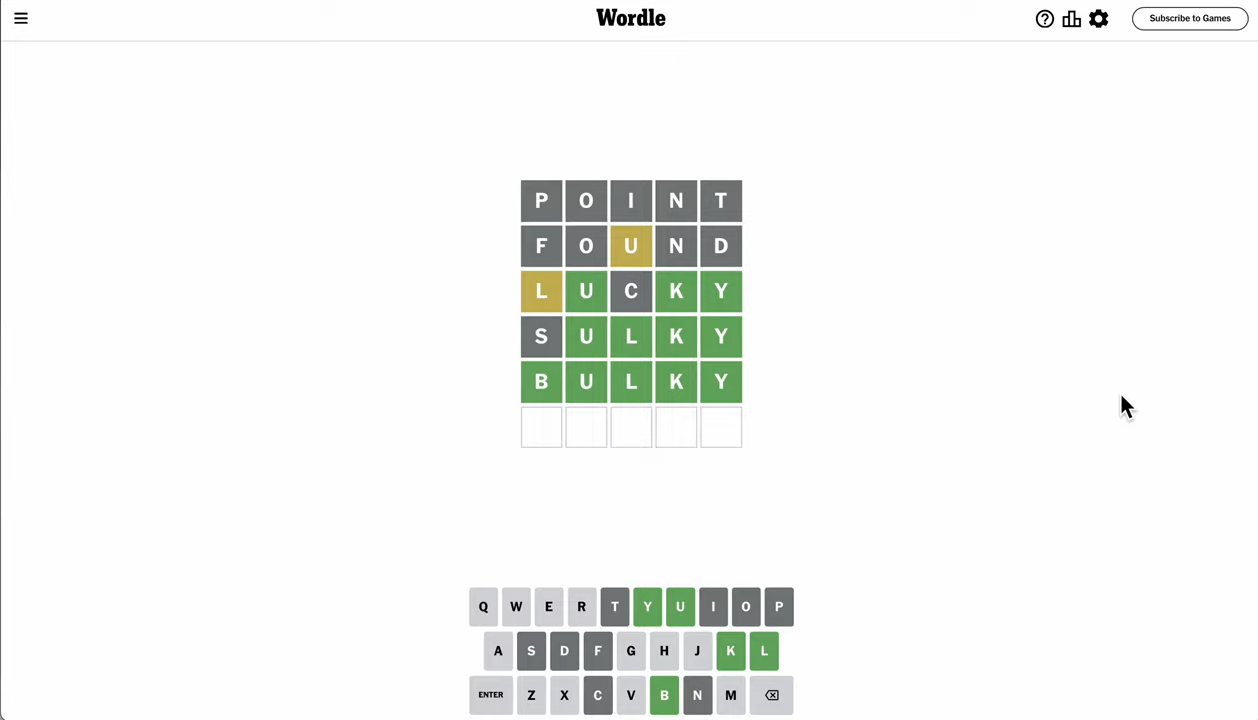 Wordle
Subscribe to Games
P O I N T
F O U N D
L U C K Y
S U L K Y
B U L K Y
Q W E R T Y U I O P
A S D F G H J K L
ENTER Z X C V B N M